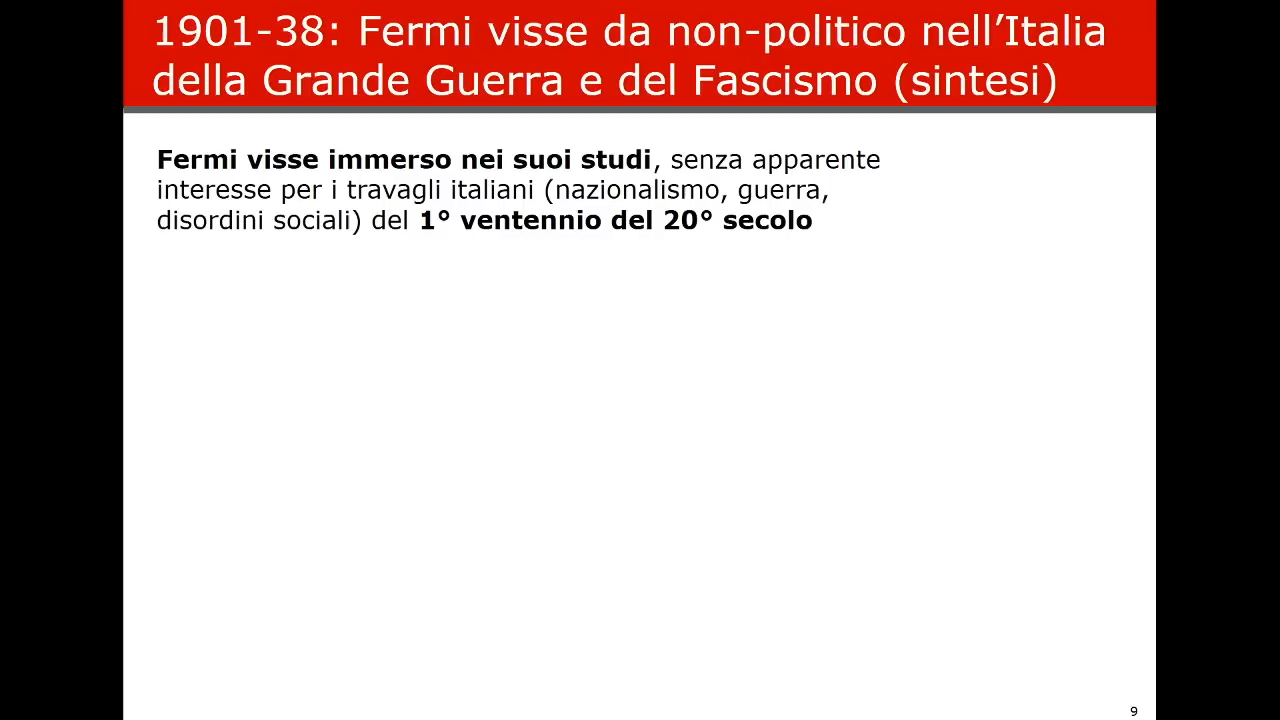 1901-38: Fermi visse da non-politico nell’Italia
della Grande Guerra e del Fascismo (sintesi)
Fermi visse immerso nei suoi studi, senza apparente
interesse per i travagli italiani (nazionalismo, guerra,
disordini sociali) del 1° ventennio del 20° secolo
9